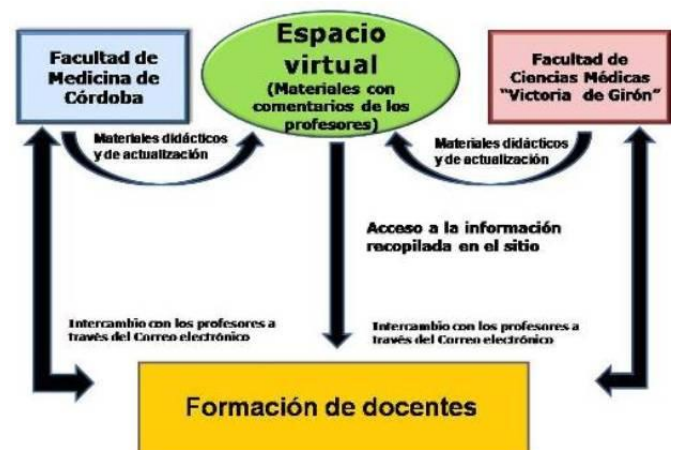 Facultad de
Medicina de
Córdoba
Espacio
virtual
(Materiales con
comentarios de los
profesores)
Facultad de
Ciencias Médicas
"Victoria de Girón"
Materiales didácticos
y de actualización
Materiales didácticos
y de actualización
Acceso a la información
recopilada en el sitio
Intercambio con los profesores a
través del Correo electrónico
Intercambio con los profesores a
través del Correo electrónico
Formación de docentes